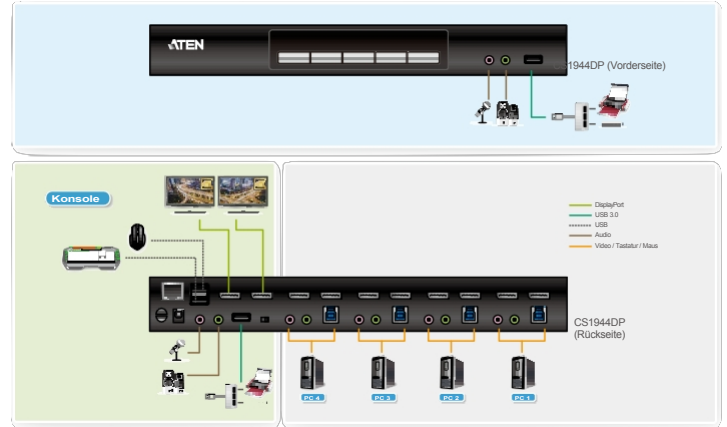 ATEN
CS1944DP (Vorderseite)
Konsole
DisplayPort
USB 3.0
USB
Audio
Video / Tastatur / Maus
CS1944DP
(Rückseite)
PC 4
PC 3
PC 2
PC 1